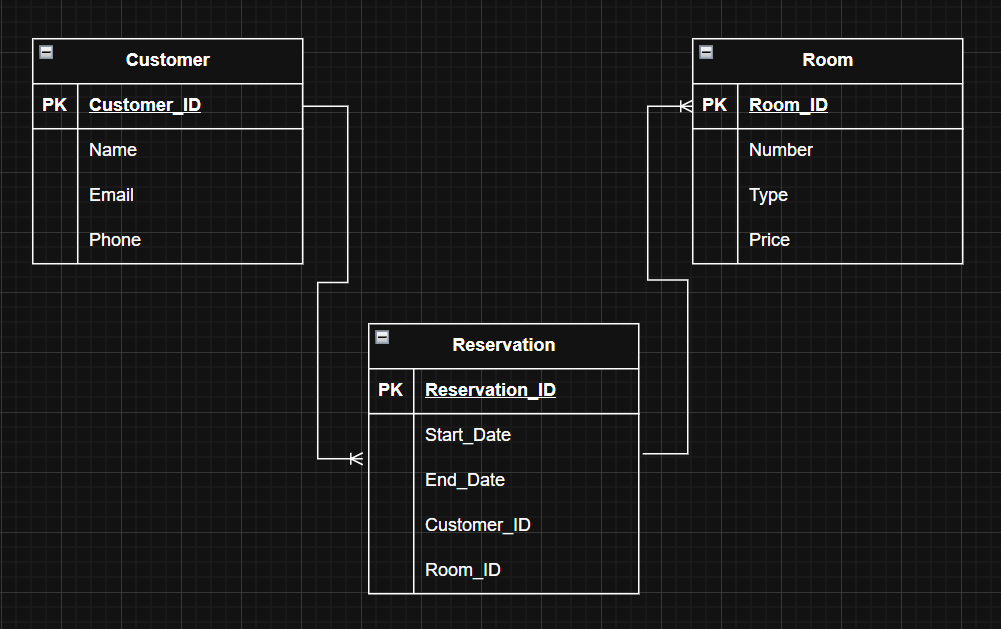 Customer
PK Customer_ID
Name
Email
Phone
Room
PK Room_ID
Number
Type
Price
Reservation
PK Reservation_ID
Start_Date
End_Date
Customer_ID
Room_ID